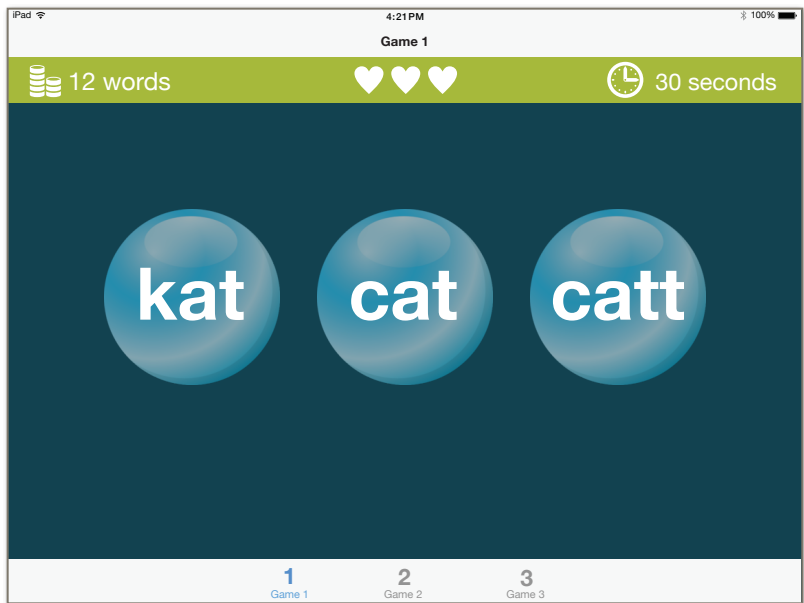 iPad 4:21 PM 100%
Game 1
12 words 30 seconds
kat cat catt
1 2 3
Game 1 Game 2 Game 3